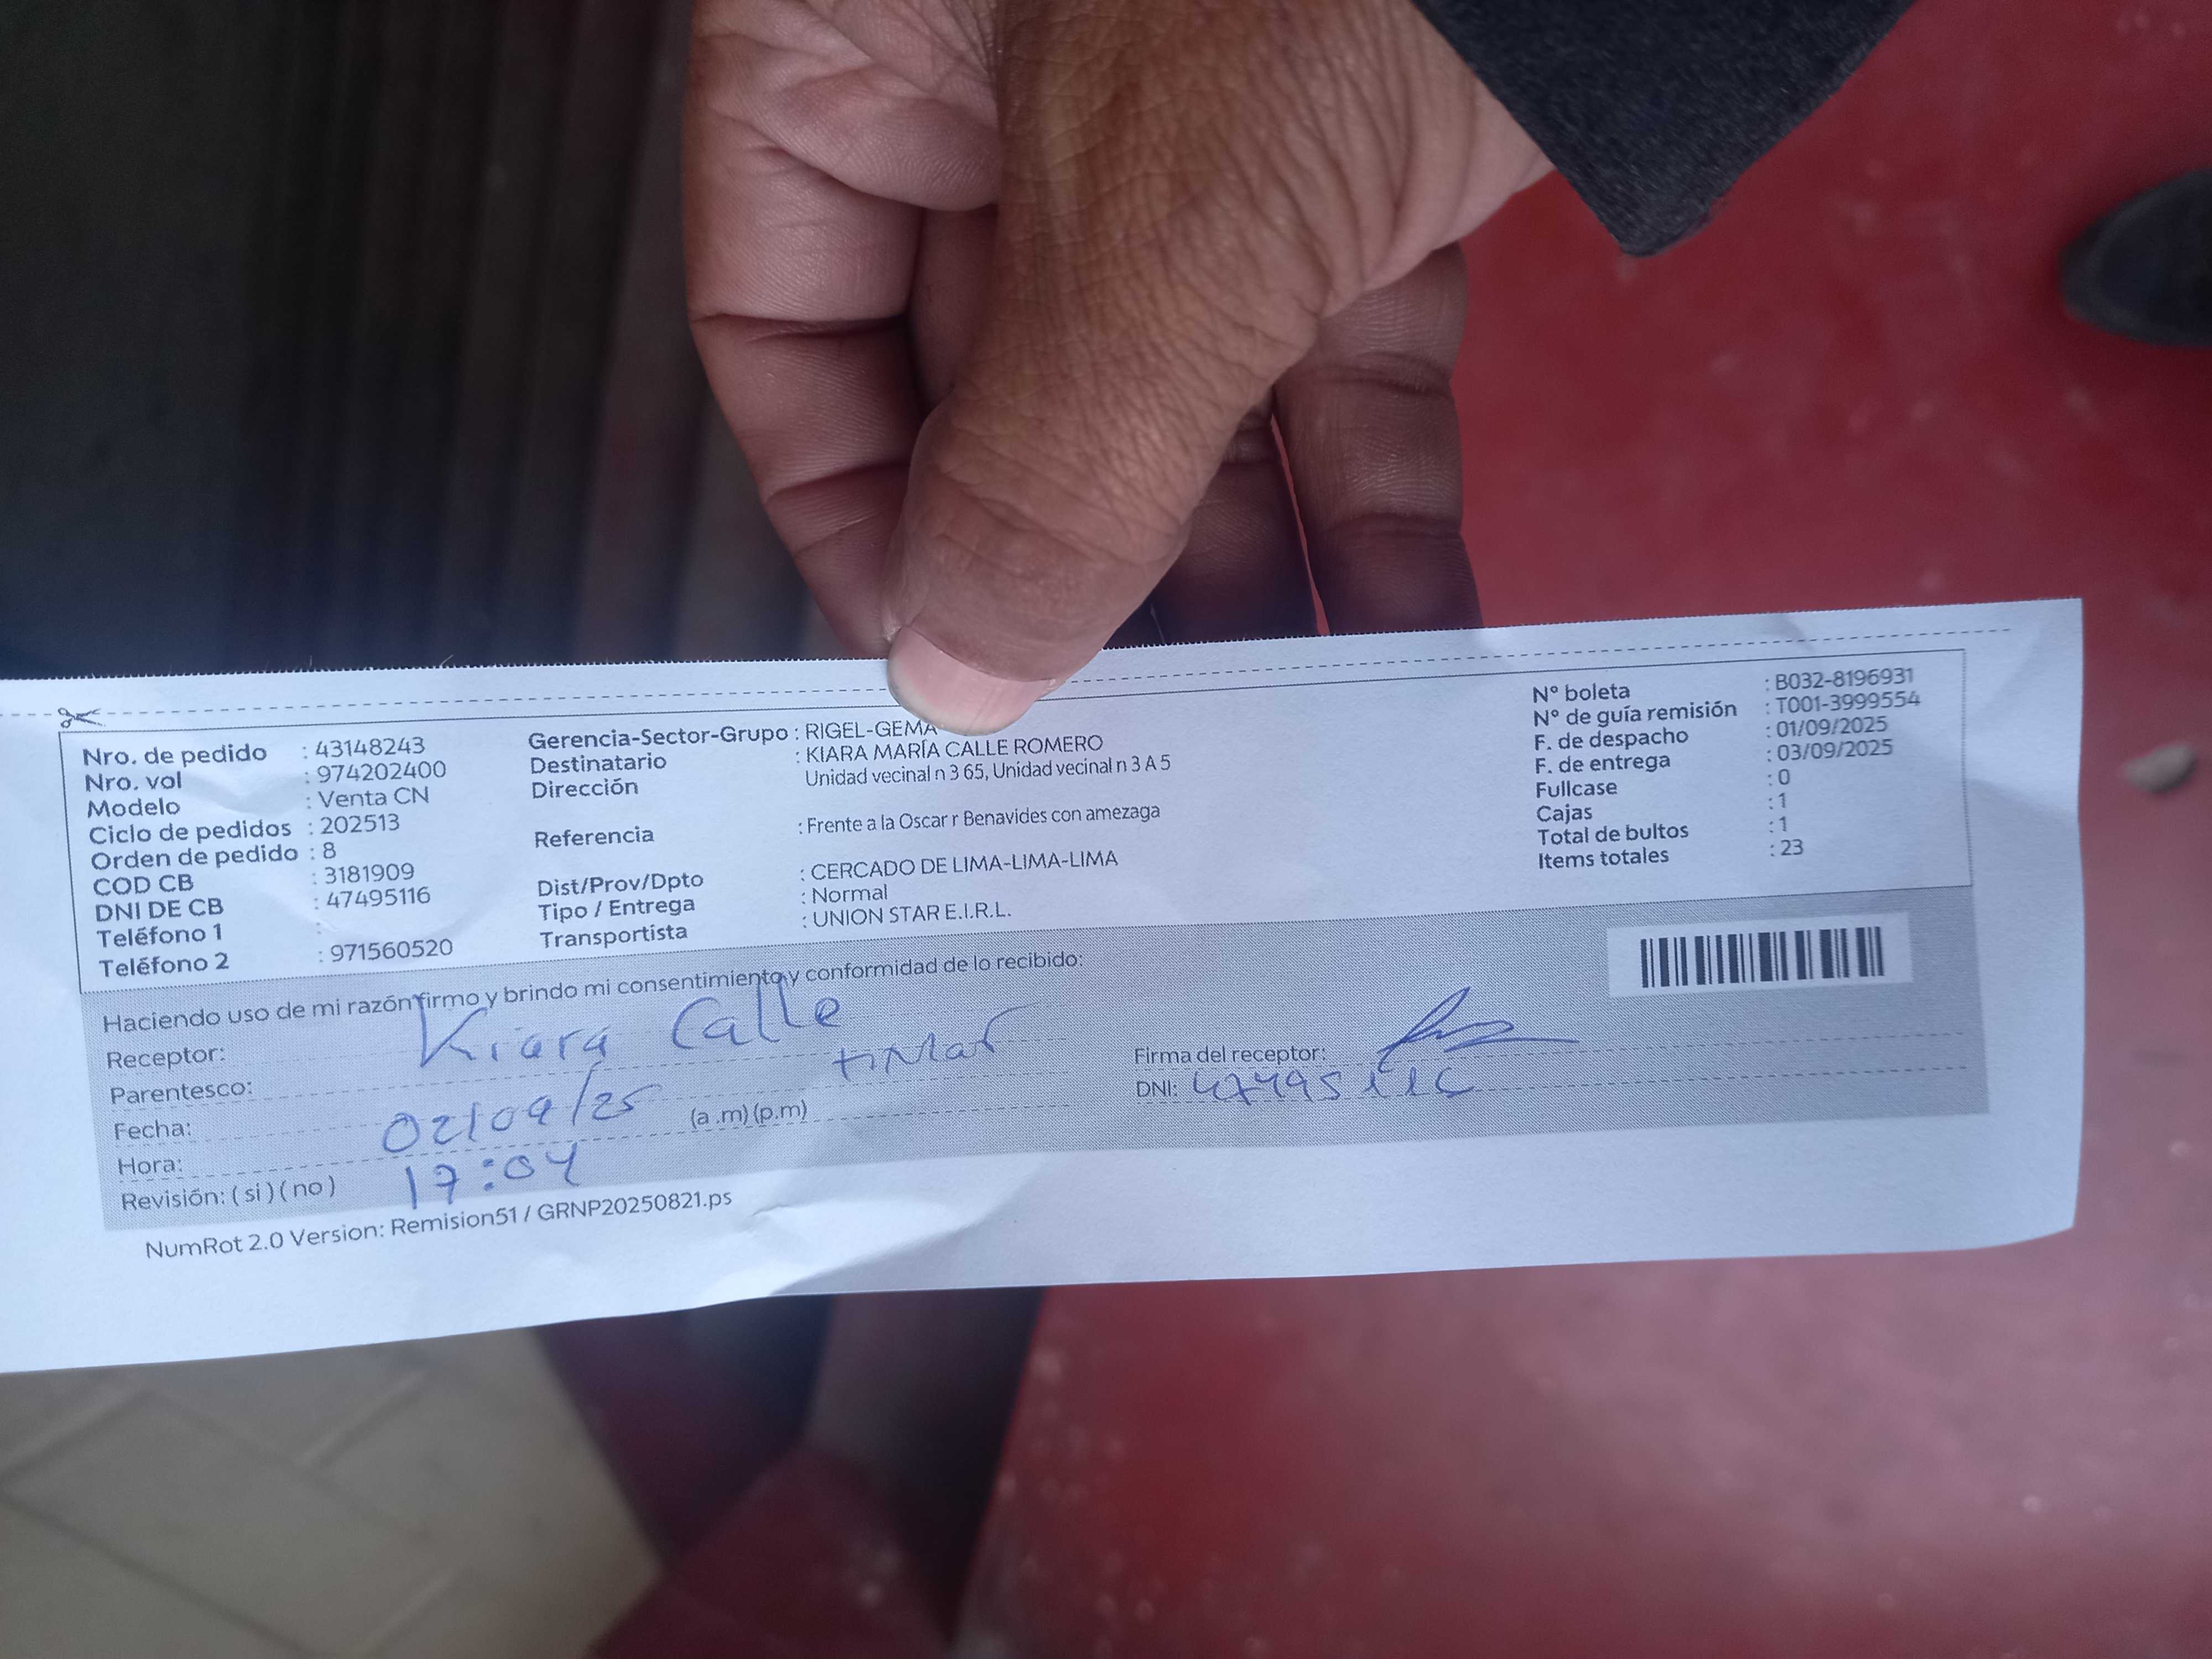 Nro. de pedido : 43148243
Nro. vol : 974202400
Modelo : Venta CN
Ciclo de pedidos : 202513
Orden de pedido : 8
COD CB : 3181909
DNI DE CB : 47495116
Teléfono 1 :
Teléfono 2 : 971560520
Gerencia-Sector-Grupo : RIGEL-GEMA
Destinatario : KIARA MARÍA CALLE ROMERO
Dirección Unidad vecinal n 3 65, Unidad vecinal n 3 A 5
Referencia : Frente a la Oscar r Benavides con amezaga
Dist/Prov/Dpto : CERCADO DE LIMA-LIMA-LIMA
Tipo / Entrega : Normal
Transportista : UNION STAR E.I.R.L.
N° boleta : B032-8196931
N° de guía remisión : T001-3999554
F. de despacho : 01/09/2025
F. de entrega : 03/09/2025
Fullcase : 0
Cajas : 1
Total de bultos : 1
Items totales : 23
Haciendo uso de mi razón firmo y brindo mi consentimiento y conformidad de lo recibido:
Receptor: Kiara Calle
Parentesco:
Fecha: 02/09/25
Hora: 17:04 (a .m) (p.m)
Revisión: ( si ) ( no )
Firma del receptor:
DNI:
NumRot 2.0 Version: Remision51 / GRNP20250821.ps